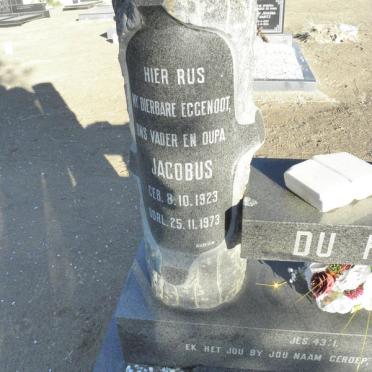 HIER RUS
MY DIERBARE EGGENOOT,
ONS VADER EN OUPA
JACOBUS
GEB. 8.10.1923
OORL. 25.11.1973
DU
JES. 43:1.
EK HET JOU BY JOU NAAM GEROEP,